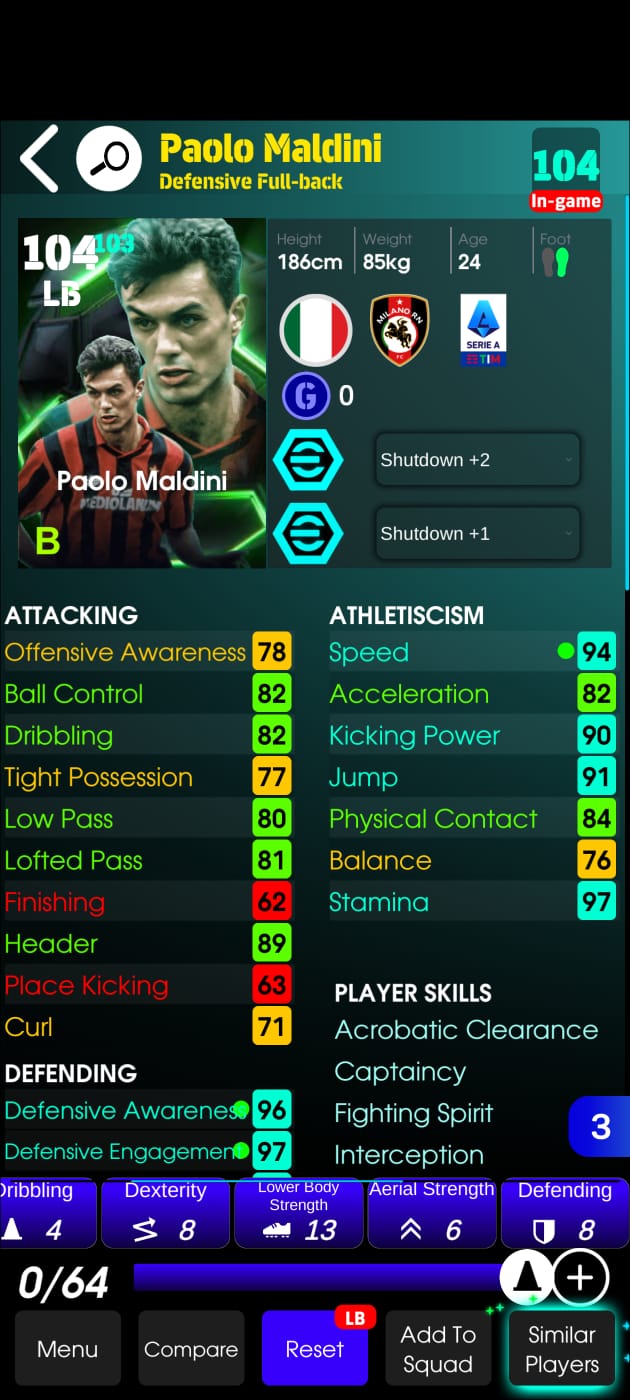 Paolo Maldini
Defensive Full-back
104
In-game
104 103
LB
Paolo Maldini
MEDIOLANUM
B
Height
186cm
Weight
85kg
Age
24
Foot
MILANO RN
FC
SERIE A
TIM
G 0
Shutdown +2
Shutdown +1
ATTACKING
Offensive Awareness 78
Ball Control 82
Dribbling 82
Tight Possession 77
Low Pass 80
Lofted Pass 81
Finishing 62
Header 89
Place Kicking 63
Curl 71
DEFENDING
Defensive Awareness 96
Defensive Engagement 97
ATHLETISCISM
Speed 94
Acceleration 82
Kicking Power 90
Jump 91
Physical Contact 84
Balance 76
Stamina 97
PLAYER SKILLS
Acrobatic Clearance
Captaincy
Fighting Spirit
Interception
3
Dribbling
4
Dexterity
8
Lower Body
Strength
13
Aerial Strength
6
Defending
8
0/64
Menu
Compare
LB
Reset
Add To
Squad
Similar
Players